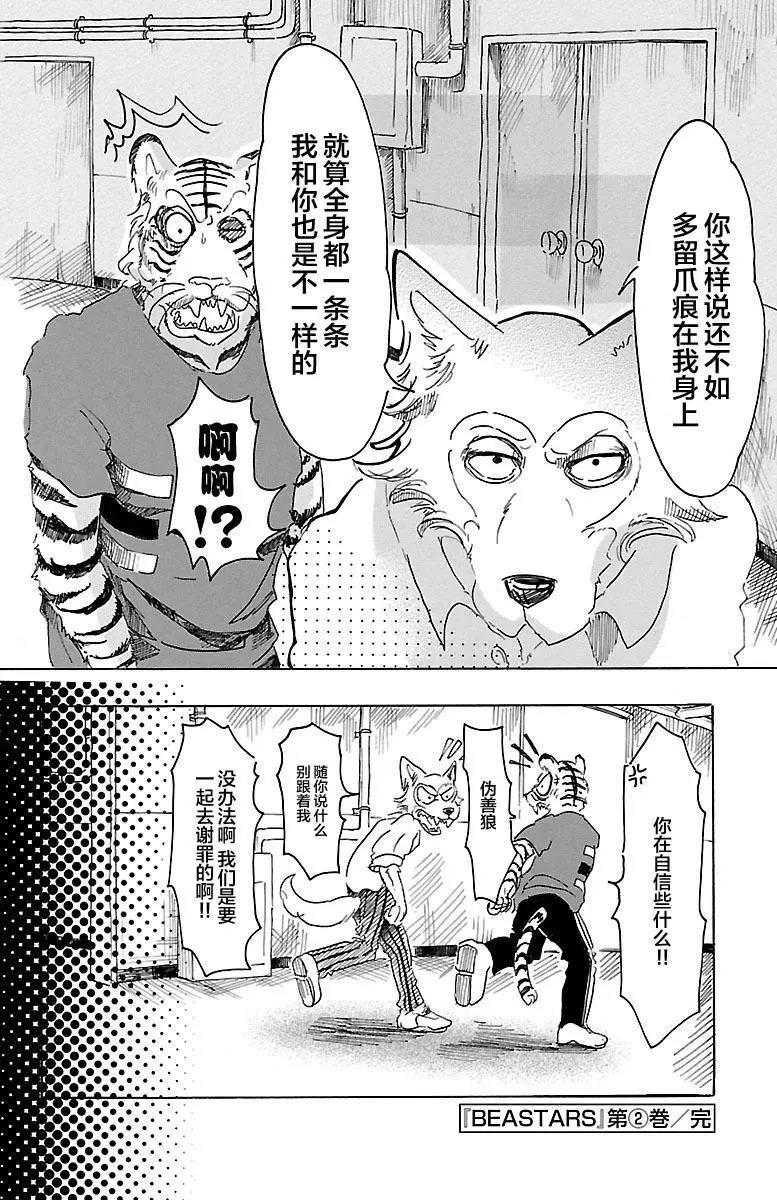 你这样说还不如
多留爪痕在我身上
就算全身都一条条
我和你也是不一样的
啊啊!?
你在自信些什么!!
伪善狼
随你说什么
别跟着我
没办法啊 我们是要
一起去谢罪的啊!!
『BEASTARS』第②巻／完